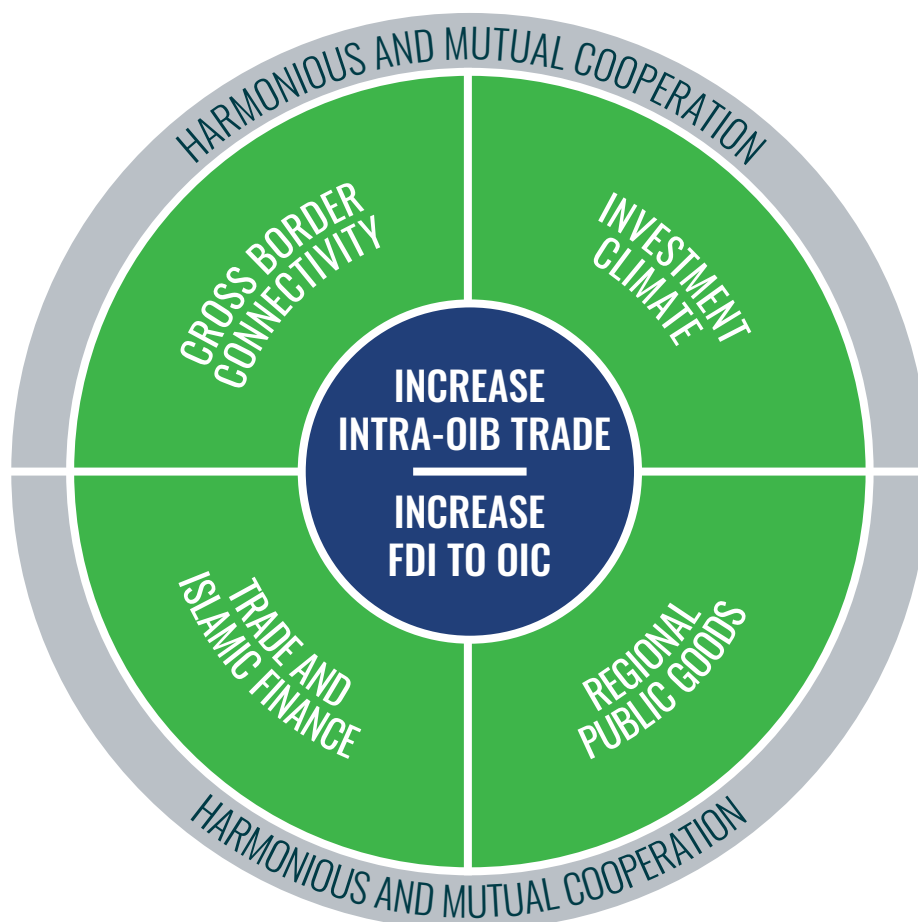 HARMONIOUS AND MUTUAL COOPERATION
CROSS BORDER
CONNECTIVITY
INVESTMENT
CLIMATE
INCREASE
INTRA-OIB TRADE
INCREASE
FDI TO OIC
TRADE AND
ISLAMIC FINANCE
REGIONAL
PUBLIC GOODS
HARMONIOUS AND MUTUAL COOPERATION